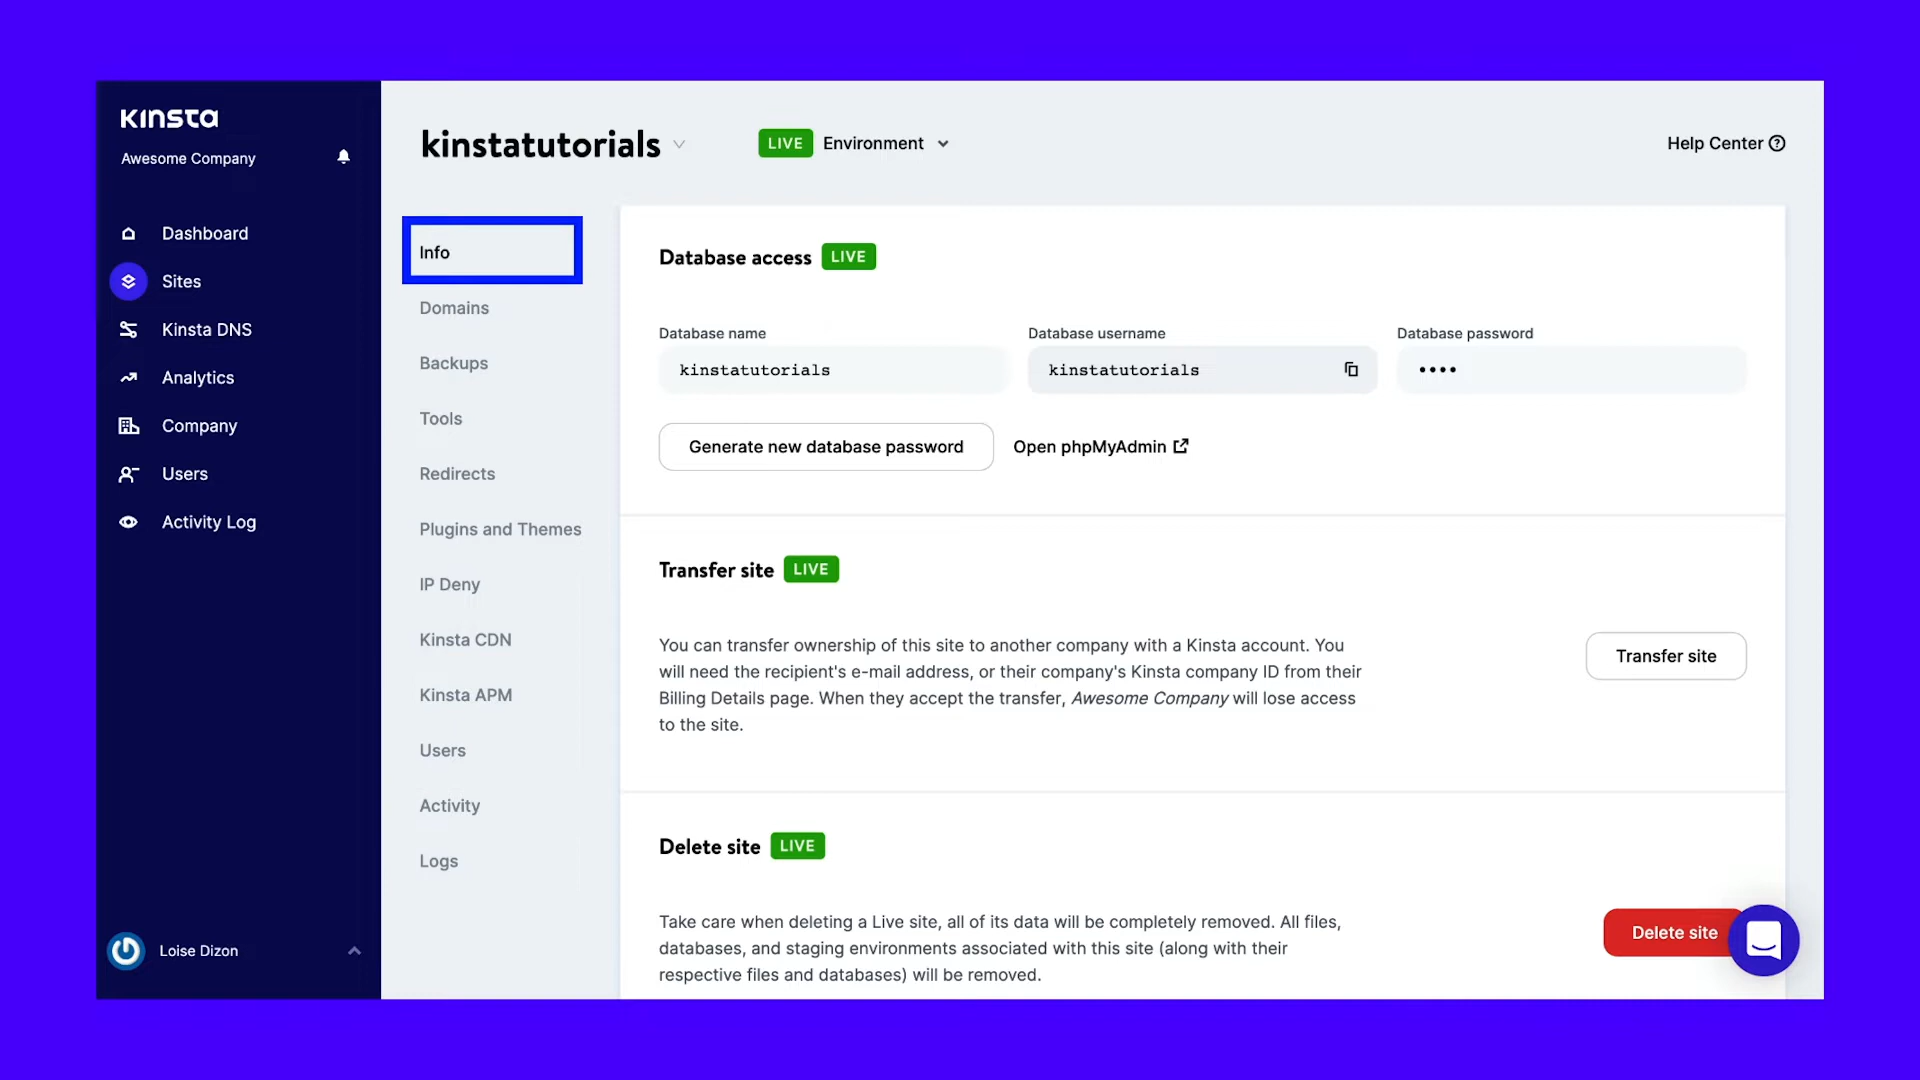 KINSTA
Awesome Company
Dashboard
Sites
Kinsta DNS
Analytics
Company
Users
Activity Log
Loise Dizon
kinstatutorials
LIVE Environment
Help Center
Info
Domains
Backups
Tools
Redirects
Plugins and Themes
IP Deny
Kinsta CDN
Kinsta APM
Users
Activity
Logs
Database access LIVE
Database name
kinstatutorials
Database username
kinstatutorials
Database password
••••
Generate new database password
Open phpMyAdmin
Transfer site LIVE
You can transfer ownership of this site to another company with a Kinsta account. You
will need the recipient's e-mail address, or their company's Kinsta company ID from their
Billing Details page. When they accept the transfer, Awesome Company will lose access
to the site.
Transfer site
Delete site LIVE
Take care when deleting a Live site, all of its data will be completely removed. All files,
databases, and staging environments associated with this site (along with their
respective files and databases) will be removed.
Delete site